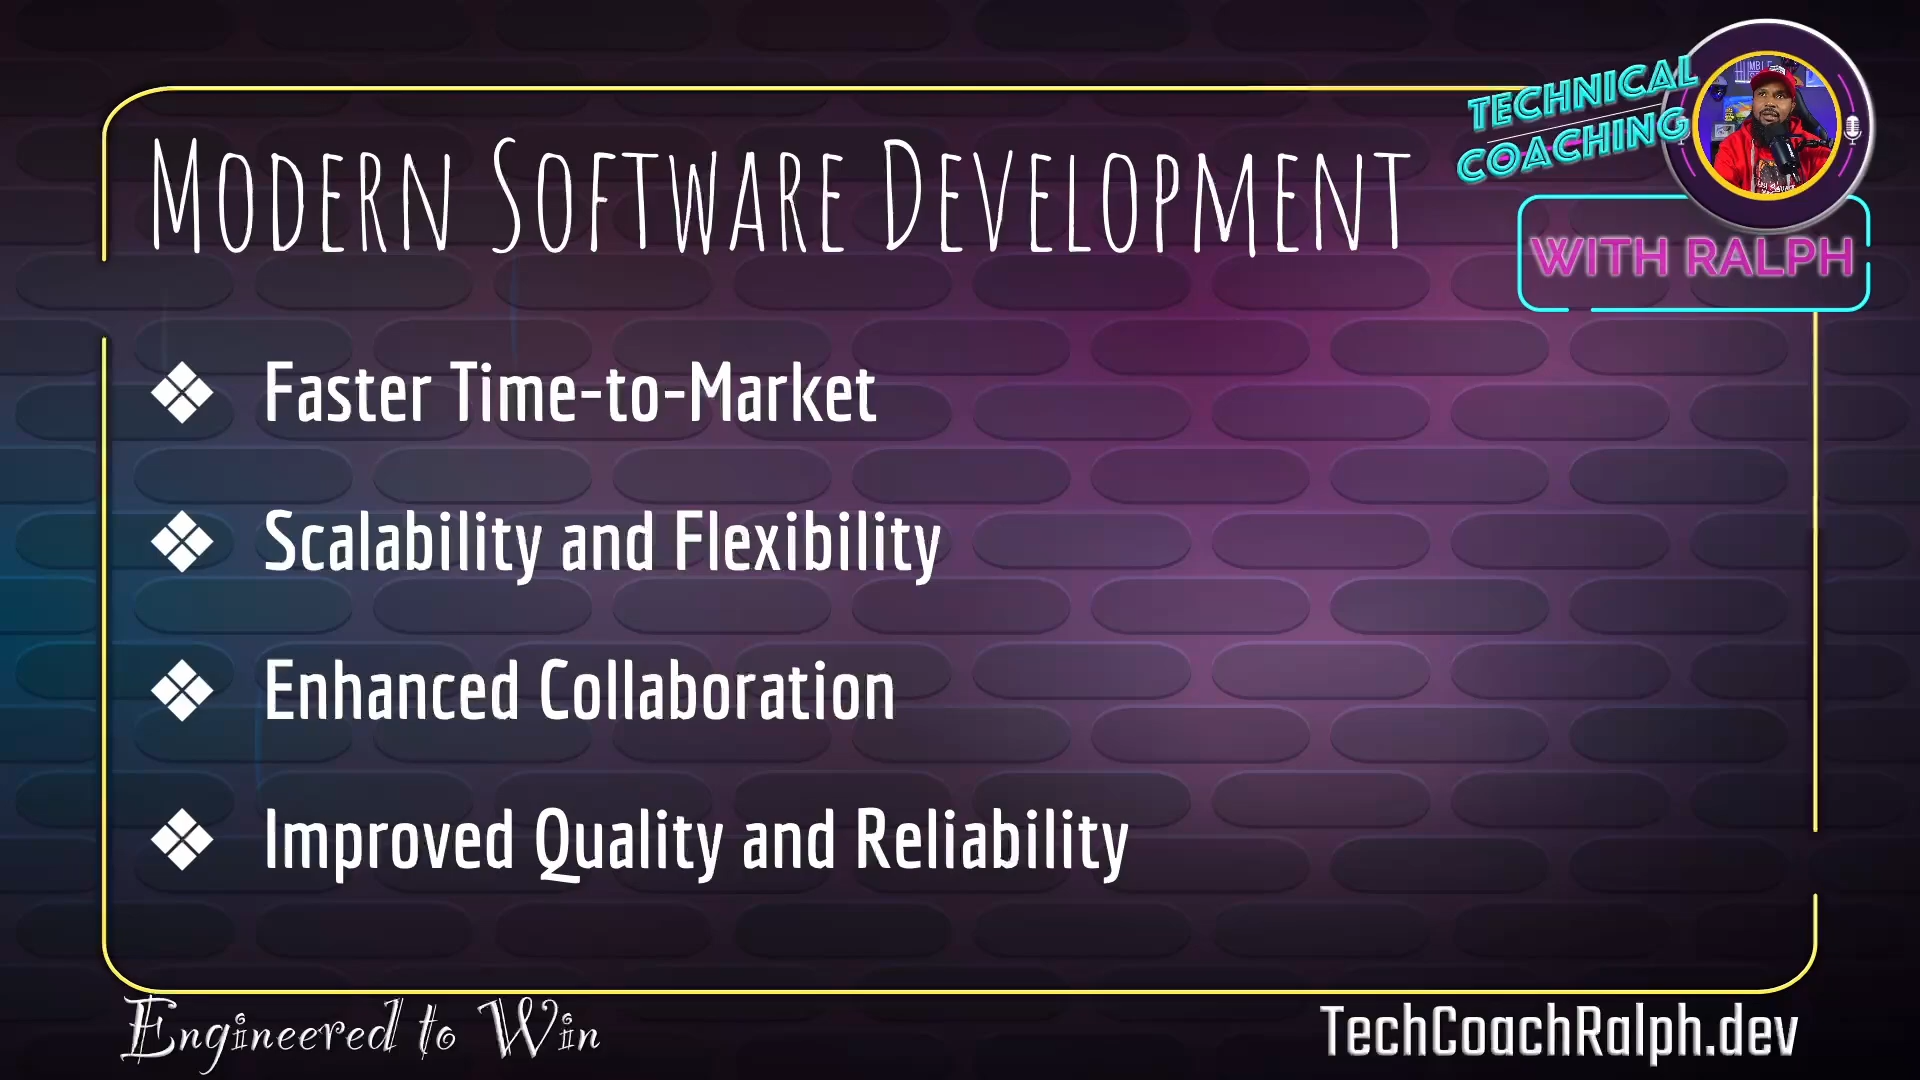 TECHNICAL
COACHING
WITH RALPH
Modern Software Development
❖ Faster Time-to-Market
❖ Scalability and Flexibility
❖ Enhanced Collaboration
❖ Improved Quality and Reliability
Engineered to Win
TechCoachRalph.dev